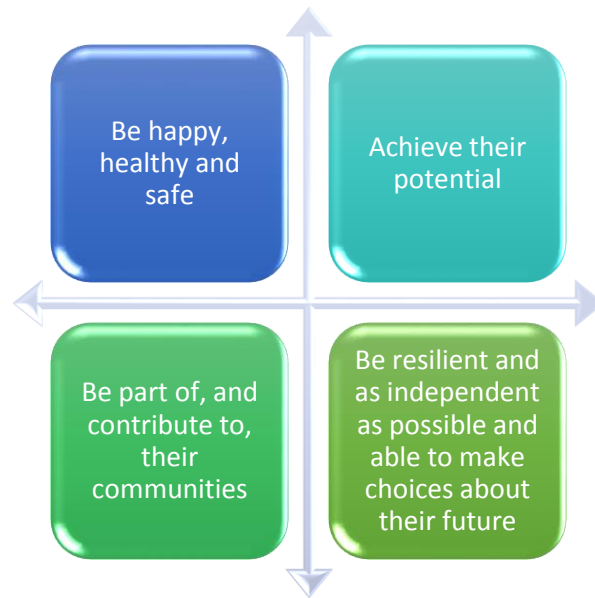 Be happy,
healthy and
safe
Achieve their
potential
Be part of, and
contribute to,
their
communities
Be resilient and
as independent
as possible and
able to make
choices about
their future